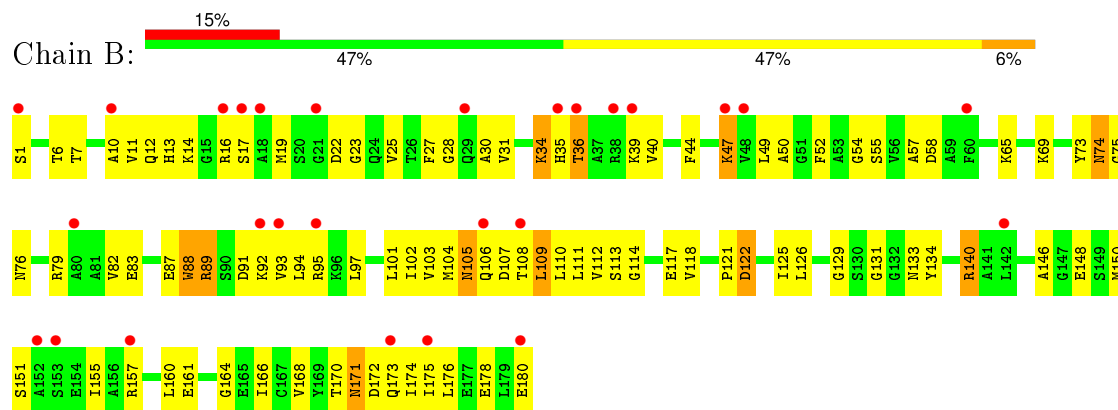 15%
Chain B:
47% 47% 6%
S1 T6 T7 A10 V11 Q12 H13 K14 G15 R16 S17 A18 M19 S20 G21 D22 G23 Q24 V25 T26 F27 G28 Q29 A30 V31 K34 H35 T36 A37 R38 K39 V40 F44 K47 V48 L49 A50 G51 F52 A53 G54 S55 V56 A57 D58 A59 F60 K65 K69 Y73 N74 G75
N76 R79 A80 A81 V82 E83 E87 W88 R89 S90 D91 K92 V93 L94 R95 K96 L97 L101 I102 V103 M104 N105 Q106 D107 T108 L109 L110 L111 V112 S113 G114 E117 V118 P121 D122 I125 L126 G129 S130 G131 G132 N133 Y134 R140 A141 L142 A146 G147 E148 S149 M150
S151 A152 S153 E154 I155 A156 R157 L160 E161 G164 E165 I166 C167 V168 Y169 T170 N171 D172 Q173 I174 I175 L176 E177 E178 L179 E180